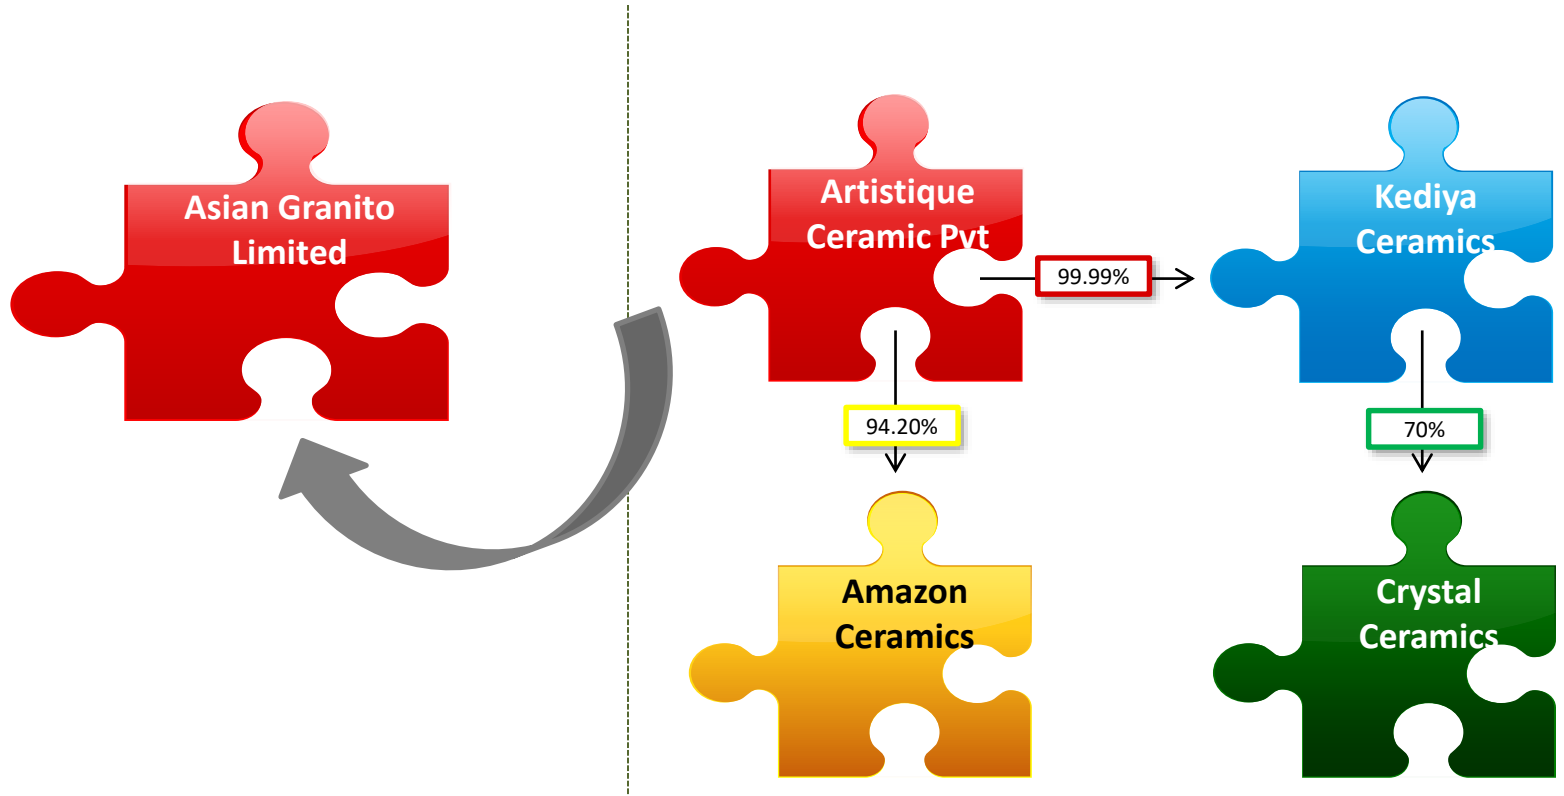 Asian Granito
Limited
Artistique
Ceramic Pvt
99.99%
Kediya
Ceramics
94.20%
70%
Amazon
Ceramics
Crystal
Ceramics